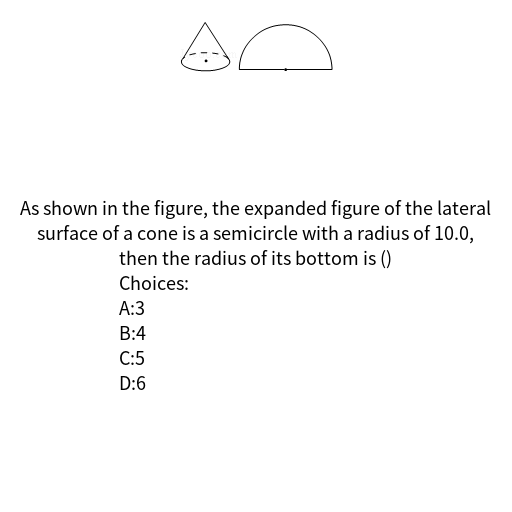 As shown in the figure, the expanded figure of the lateral
surface of a cone is a semicircle with a radius of 10.0,
then the radius of its bottom is ()
Choices:
A:3
B:4
C:5
D:6